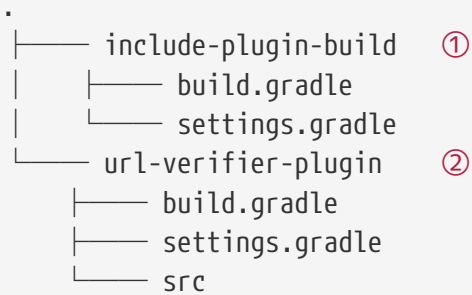 .
├── include-plugin-build ①
│   ├── build.gradle
│   └── settings.gradle
└── url-verifier-plugin ②
    ├── build.gradle
    ├── settings.gradle
    └── src